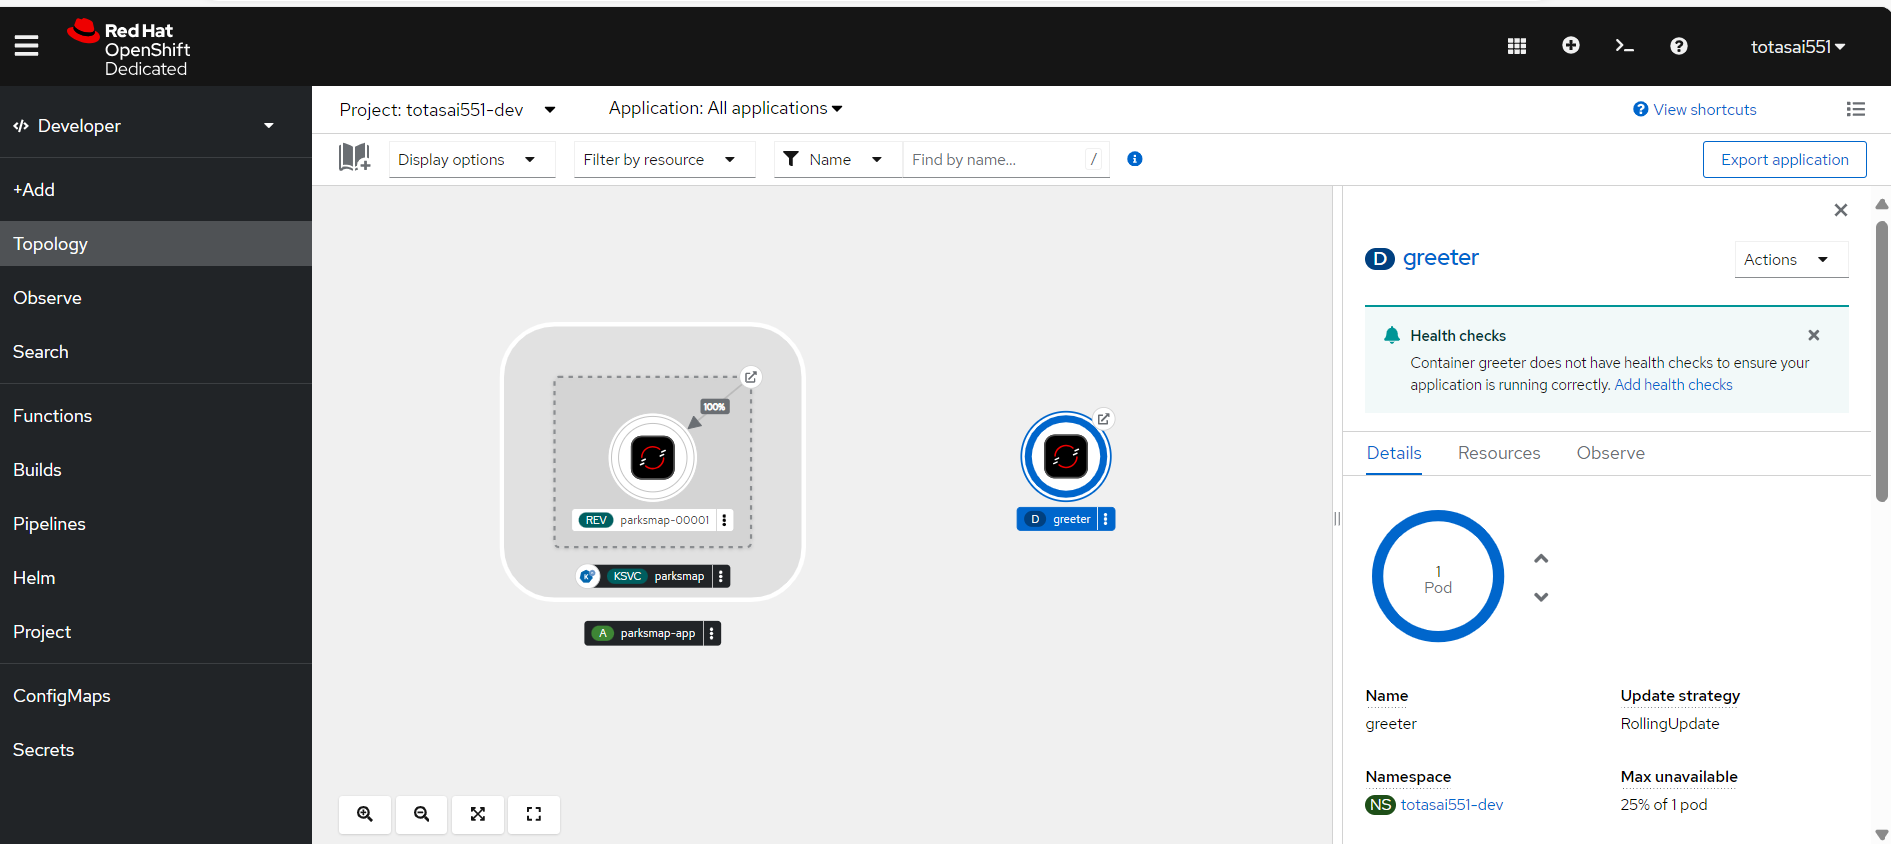 Red Hat
OpenShift
Dedicated
totasai551
Developer
+Add
Topology
Observe
Search
Functions
Builds
Pipelines
Helm
Project
ConfigMaps
Secrets
Project: totasai551-dev
Application: All applications
View shortcuts
Display options
Filter by resource
Name
Find by name...
/
Export application
100%
REV parksmap-00001
KSVC parksmap
A parksmap-app
D greeter
D greeter
Actions
Health checks
Container greeter does not have health checks to ensure your
application is running correctly. Add health checks
Details Resources Observe
1
Pod
Name
greeter
Update strategy
RollingUpdate
Namespace
NS totasai551-dev
Max unavailable
25% of 1 pod